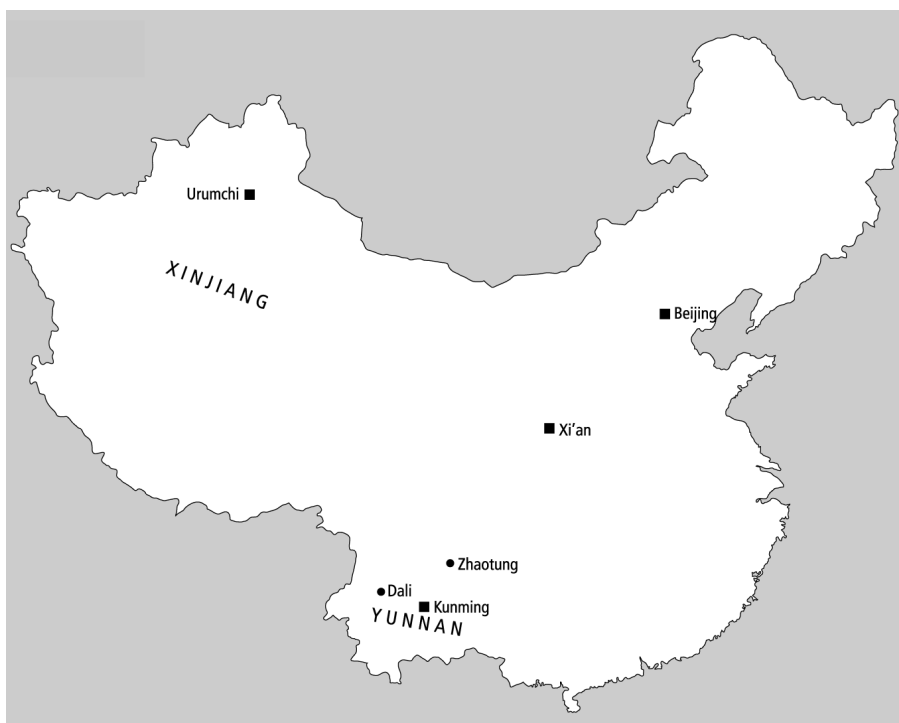 Urumchi
XINJIANG
Beijing
Xi'an
Zhaotung
Dali
Kunming
YUNNAN